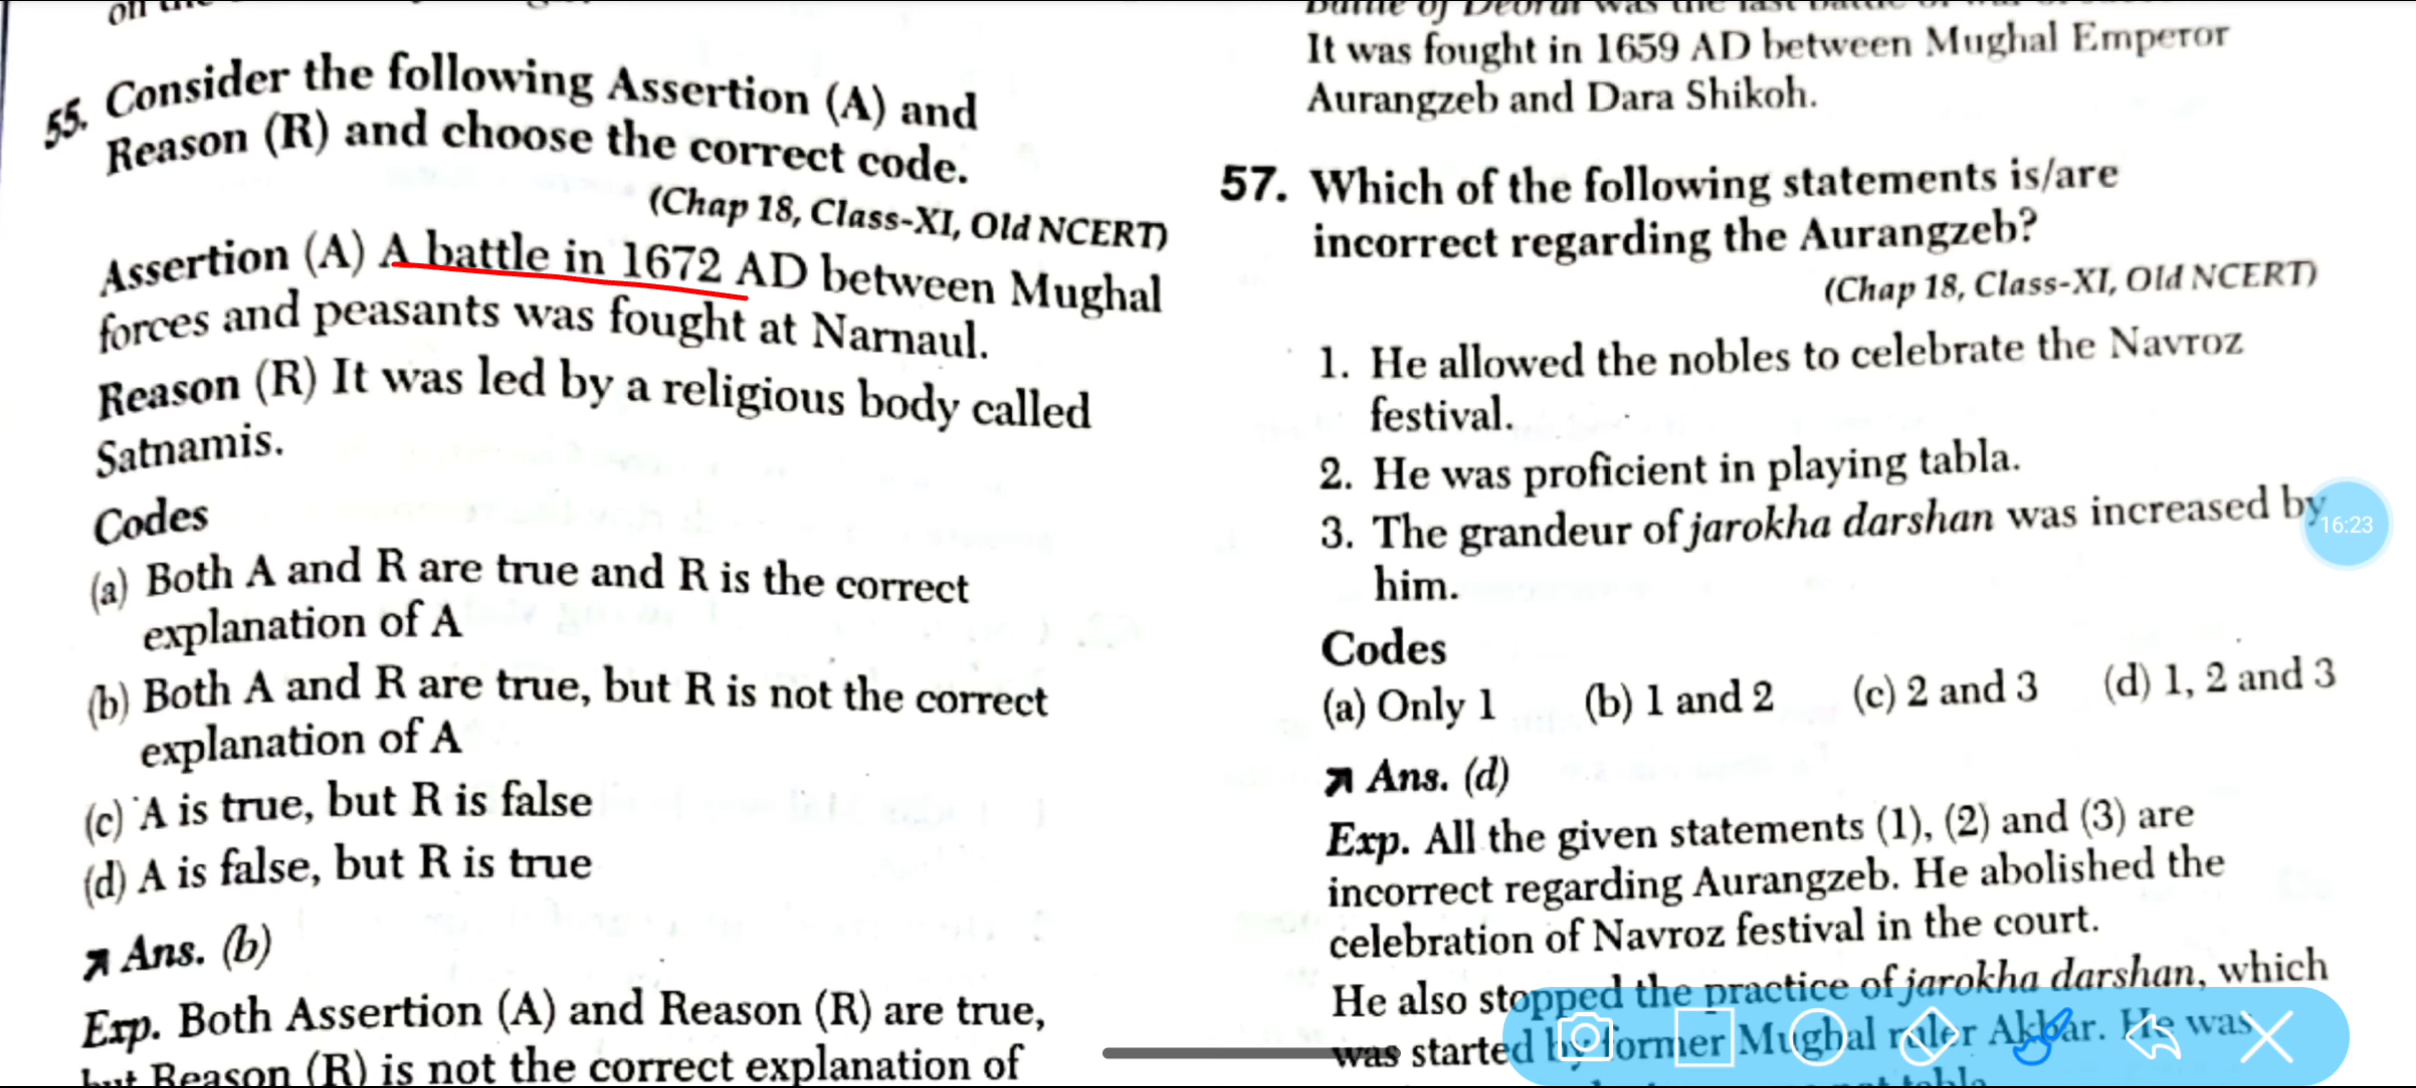 55. Consider the following Assertion (A) and
Reason (R) and choose the correct code.
(Chap 18, Class-XI, Old NCERT)
Assertion (A) A battle in 1672 AD between Mughal
forces and peasants was fought at Narnaul.
Reason (R) It was led by a religious body called
Satnamis.
Codes
(a) Both A and R are true and R is the correct
explanation of A
(b) Both A and R are true, but R is not the correct
explanation of A
(c) A is true, but R is false
(d) A is false, but R is true
Ans. (b)
Exp. Both Assertion (A) and Reason (R) are true,
but Reason (R) is not the correct explanation of
It was fought in 1659 AD between Mughal Emperor
Aurangzeb and Dara Shikoh.
57. Which of the following statements is/are
incorrect regarding the Aurangzeb?
(Chap 18, Class-XI, Old NCERT)
1. He allowed the nobles to celebrate the Navroz
festival.
2. He was proficient in playing tabla.
3. The grandeur of jarokha darshan was increased by
him.
16:23
Codes
(a) Only 1 (b) 1 and 2 (c) 2 and 3 (d) 1, 2 and 3
Ans. (d)
Exp. All the given statements (1), (2) and (3) are
incorrect regarding Aurangzeb. He abolished the
celebration of Navroz festival in the court.
He also stopped the practice of jarokha darshan, which
was started by former Mughal ruler Akbar. He was